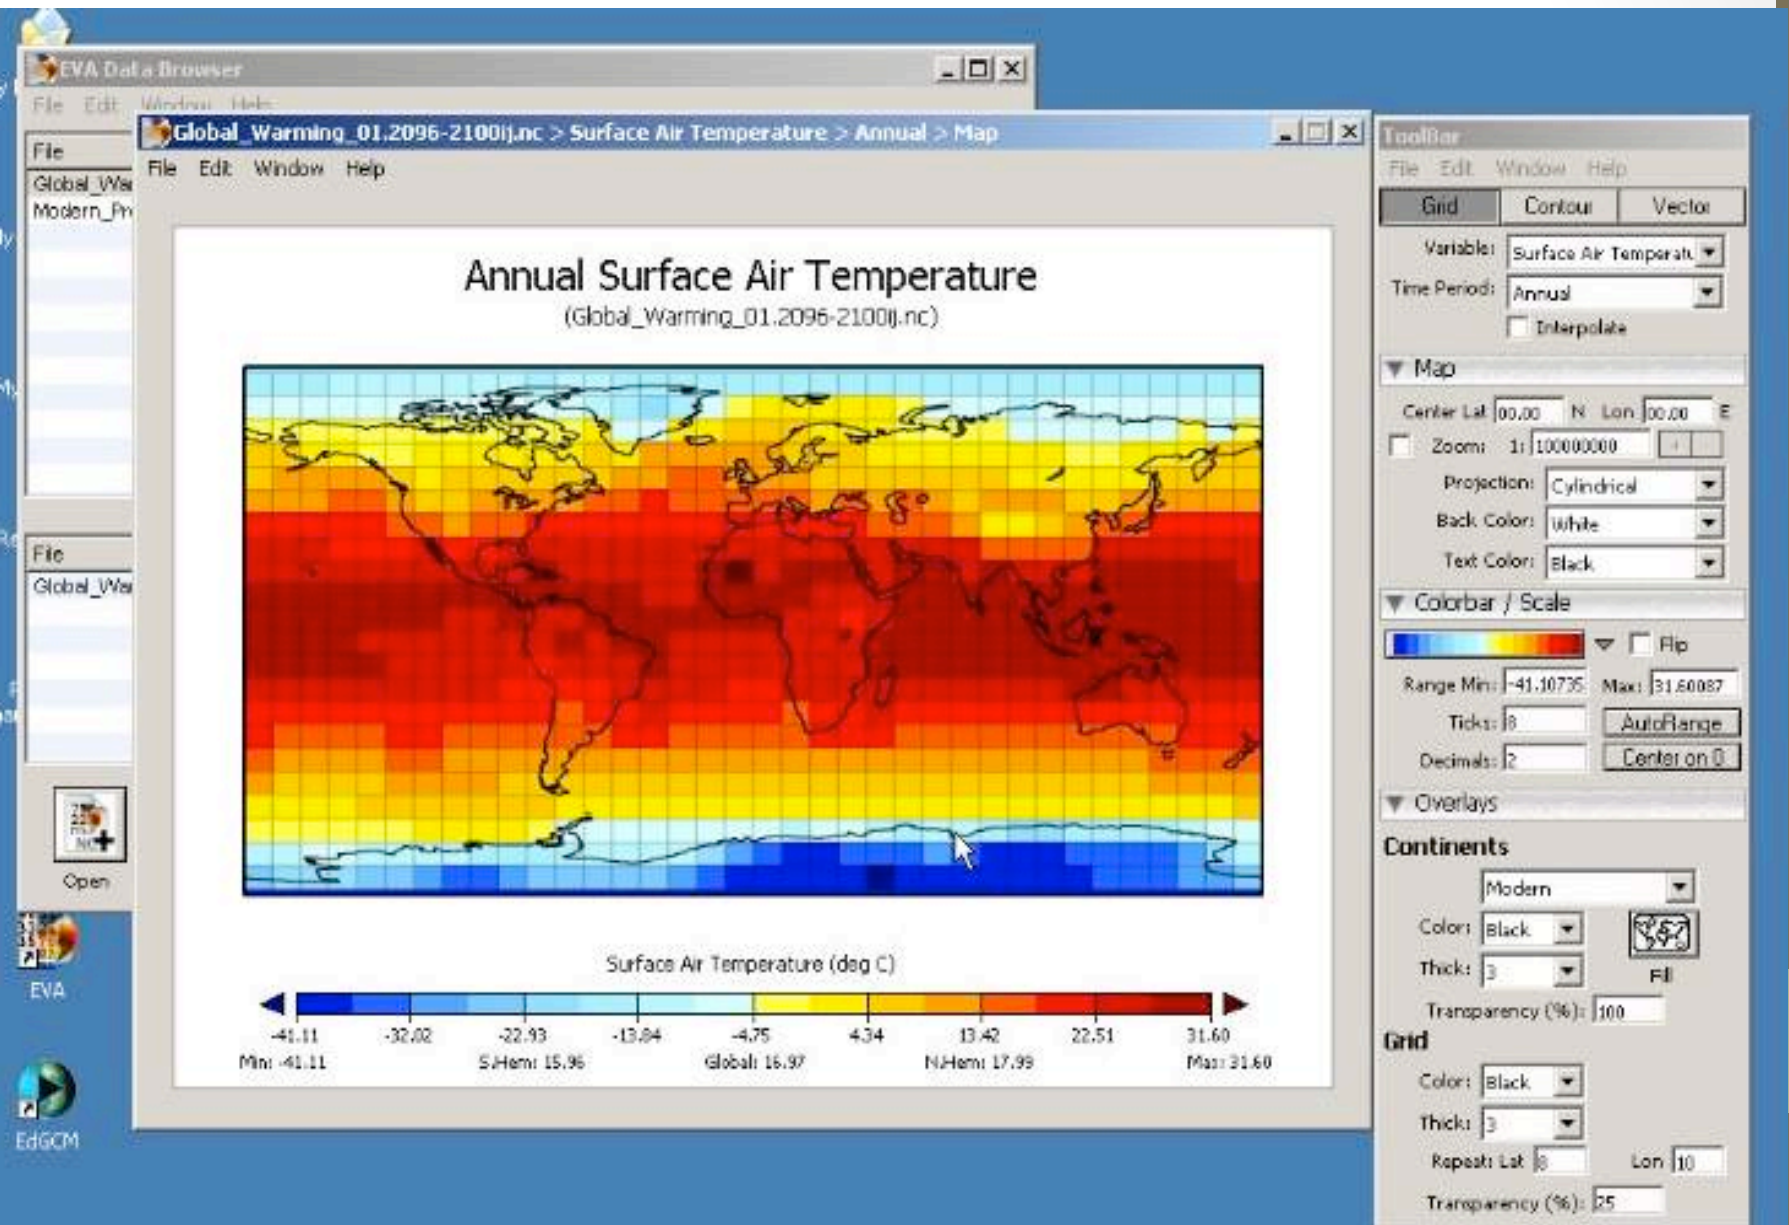 EVA Data Browser
File Edit Window Help
File
Global_Wa
Modern_Pr
File
Global_Wa
Open
EVA
EdGCM
Global_Warming_01.2096-2100ij.nc > Surface Air Temperature > Annual > Map
File Edit Window Help
Annual Surface Air Temperature
(Global_Warming_01.2096-2100ij.nc)
Surface Air Temperature (deg C)
-41.11 -32.02 -22.93 -13.84 -4.75 4.34 13.42 22.51 31.60
Min: -41.11 S.Hem: 15.96 Global: 16.97 N.Hem: 17.99 Max: 31.60
ToolBar
File Edit Window Help
Grid Contour Vector
Variable: Surface Air Temperatu
Time Period: Annual
Interpolate
Map
Center Lat 00.00 N Lon 00.00 E
Zoom: 1: 100000000
Projection: Cylindrical
Back Color: White
Text Color: Black
Colorbar / Scale
Flip
Range Min: -41.10735 Max: 31.60087
Ticks: 8 AutoRange
Decimals: 2 Center on 0
Overlays
Continents
Modern
Color: Black
Thick: 3 Fill
Transparency (%): 100
Grid
Color: Black
Thick: 3
Repeat: Lat 8 Lon 10
Transparency (%): 25